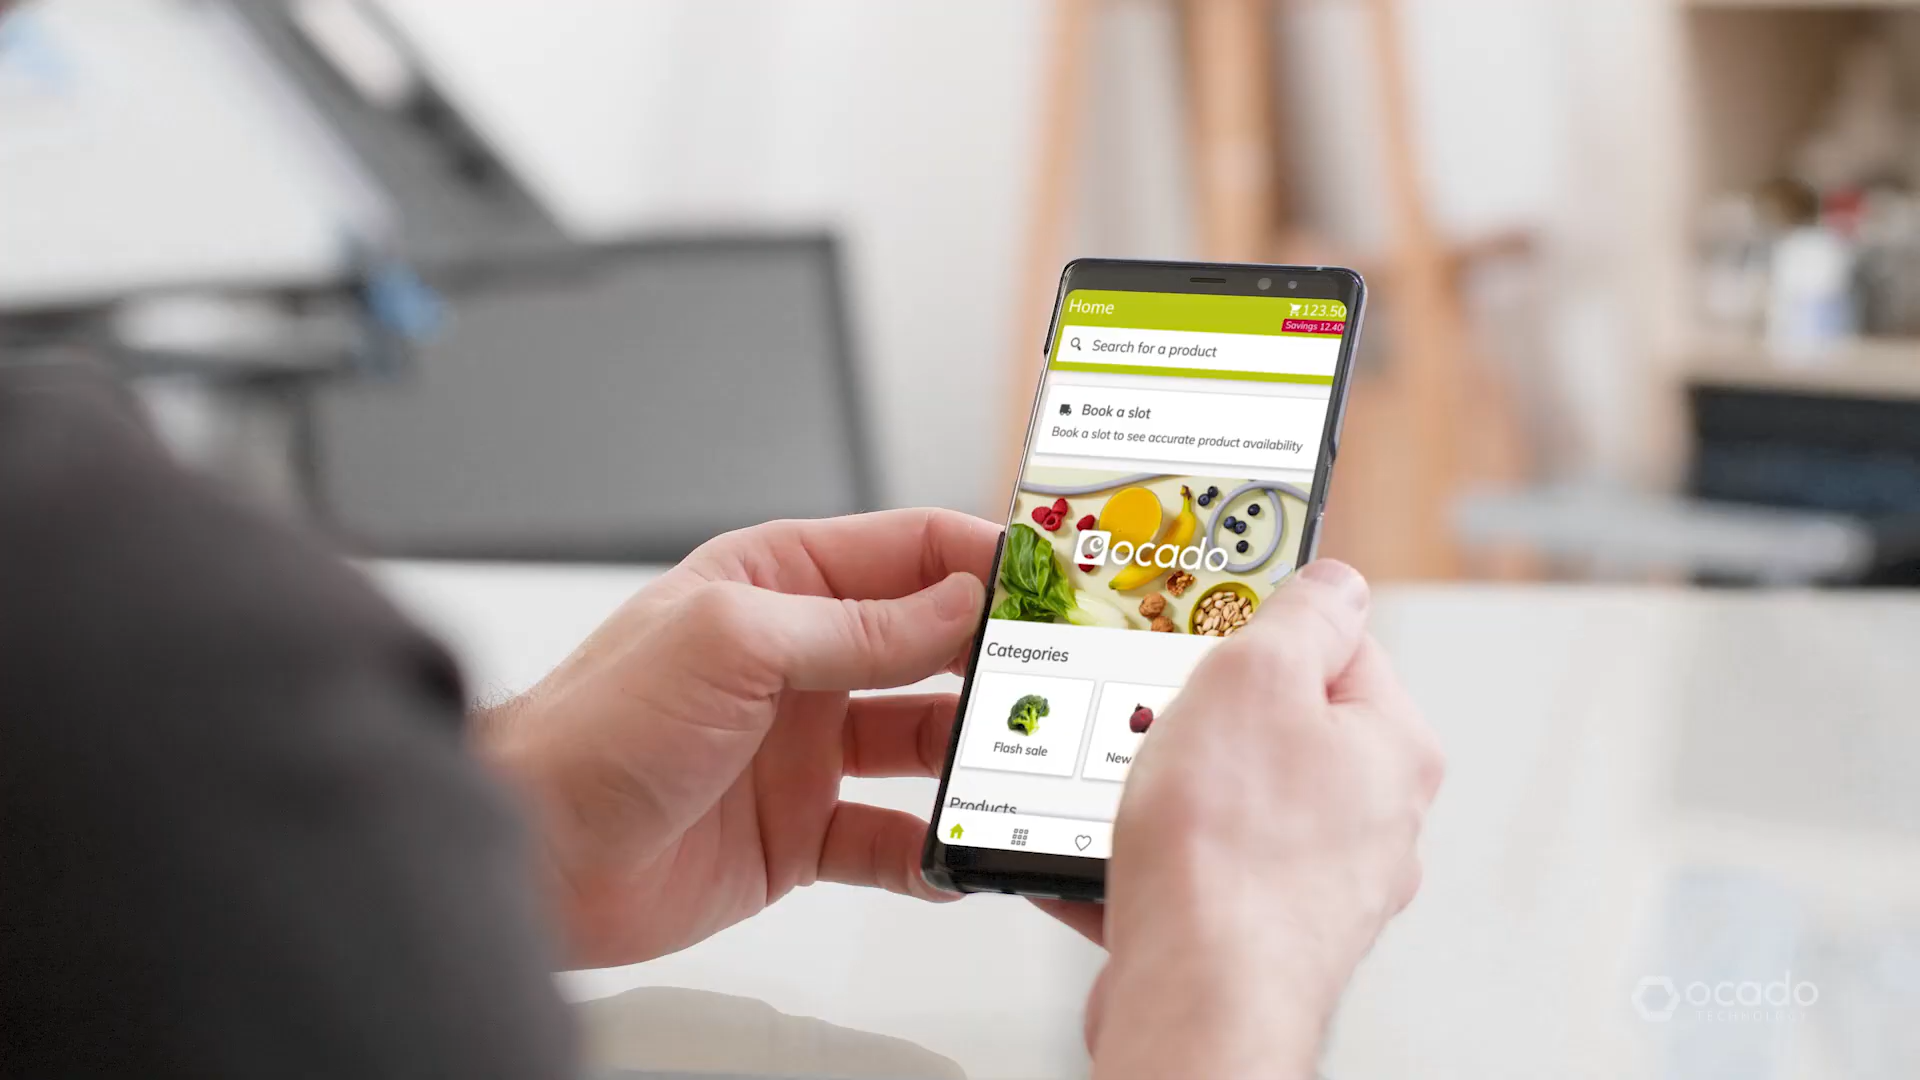 Home
123.50
Savings 12.40
Search for a product
Book a slot
Book a slot to see accurate product availability
ocado
Categories
Flash sale
New
Products
ocado
TECHNOLOGY